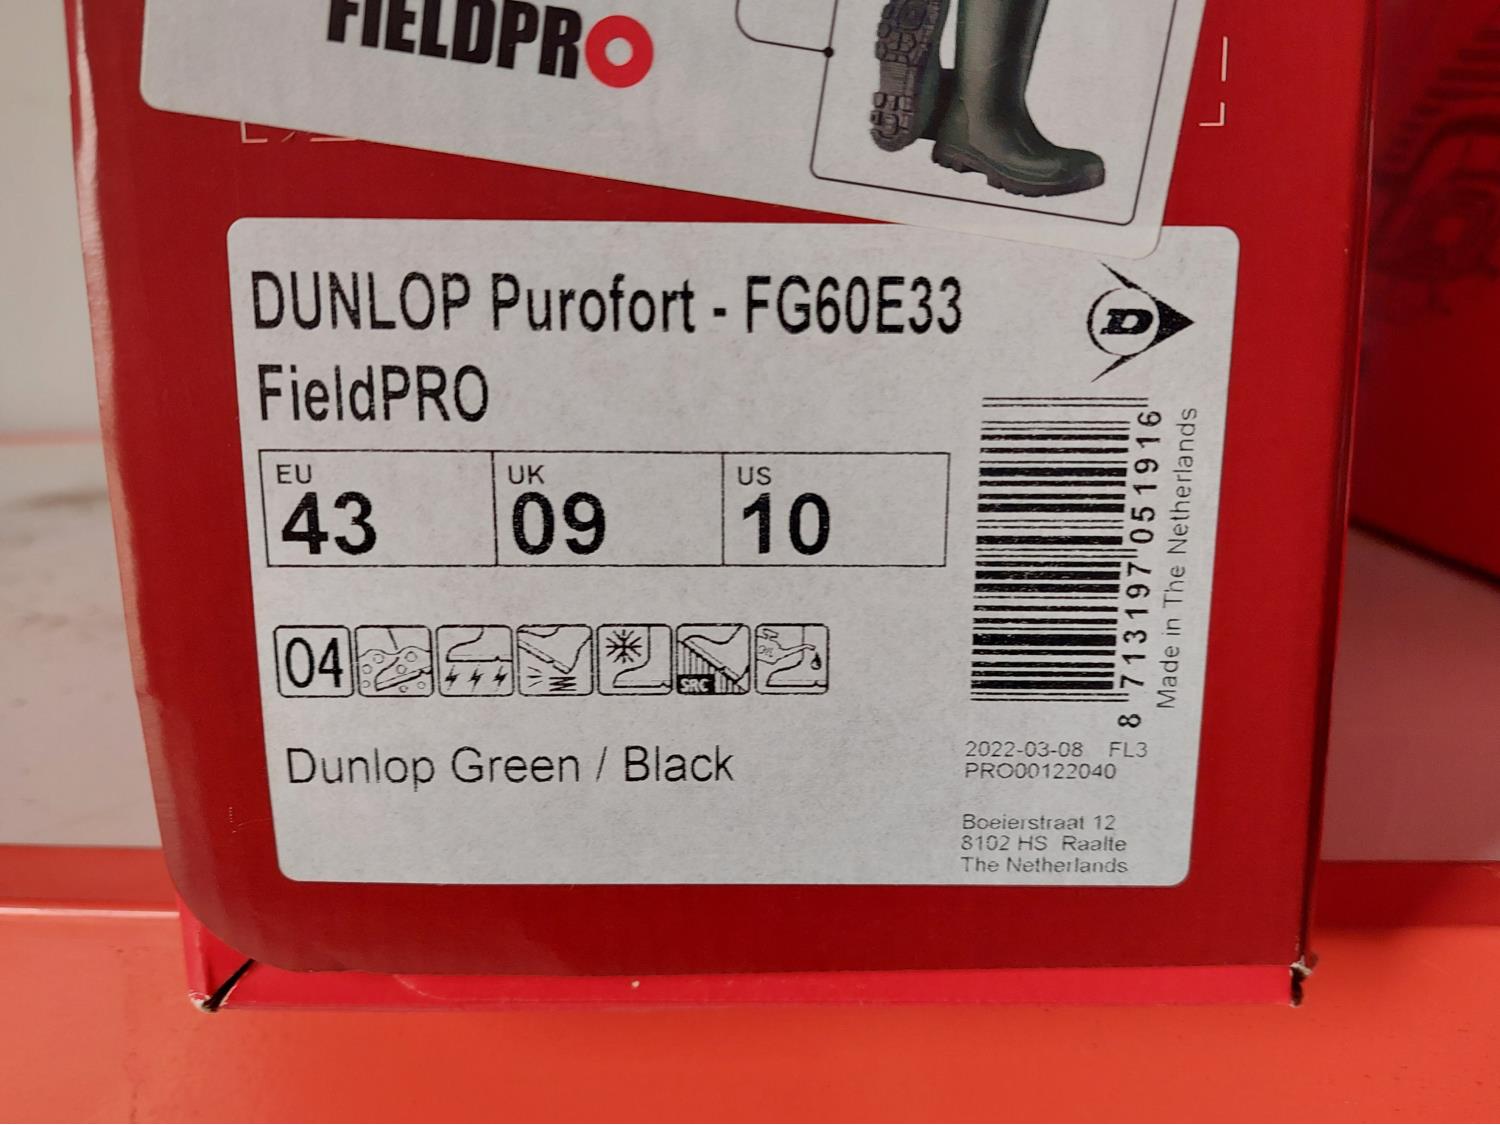 FIELDPRO
DUNLOP Purofort - FG60E33
FieldPRO
D
EU
43
UK
09
US
10
04
SRC
OIL
Dunlop Green / Black
8 713197 051916
Made in The Netherlands
2022-03-08 FL3
PRO00122040
Boeierstraat 12
8102 HS Raalte
The Netherlands